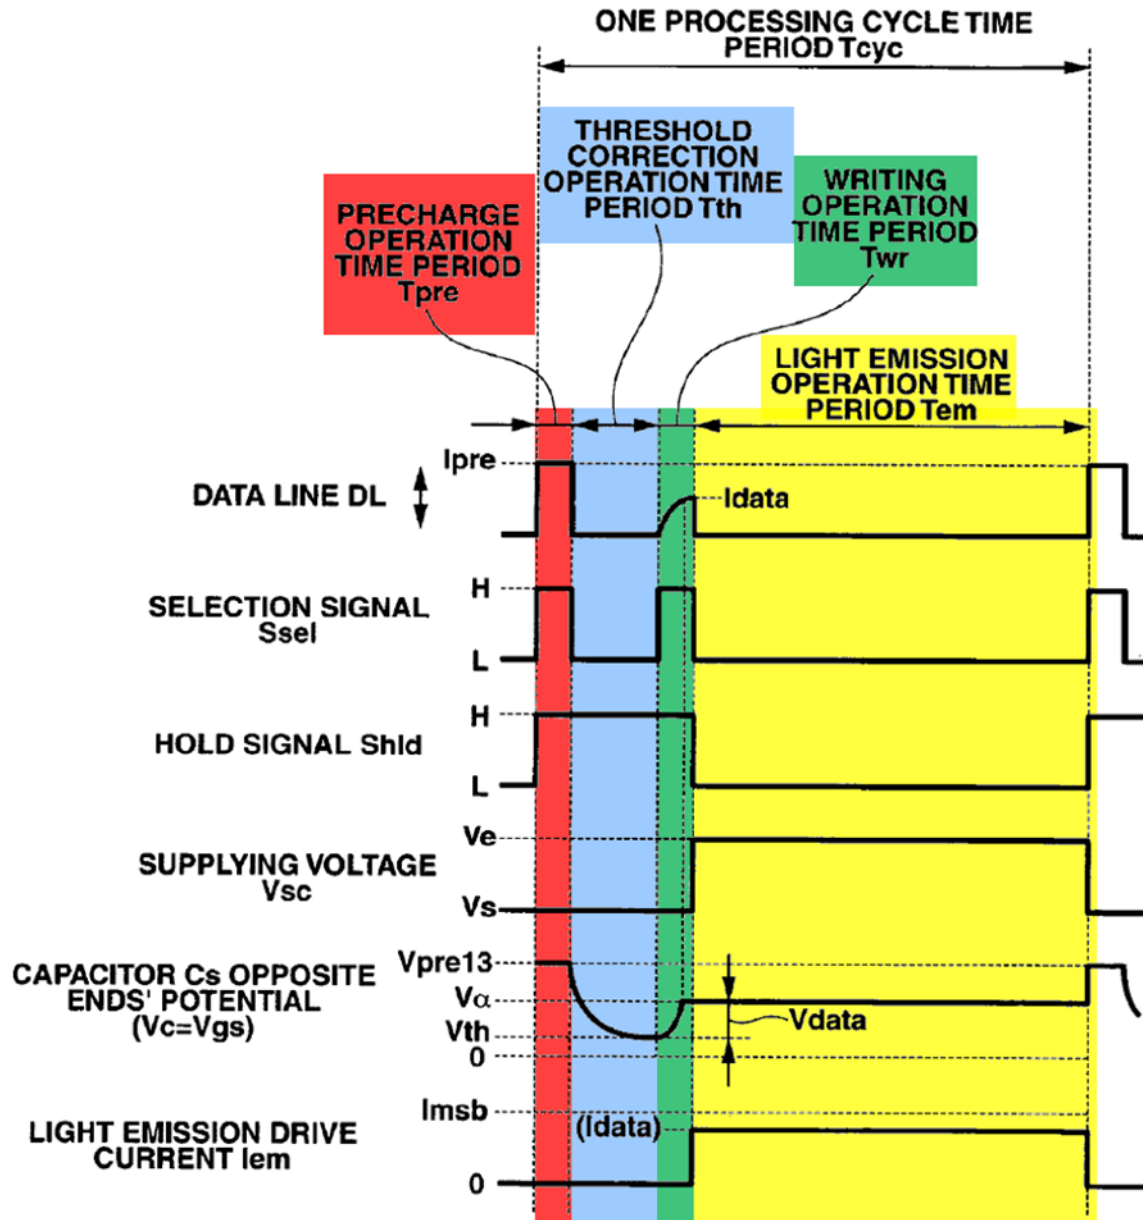 ONE PROCESSING CYCLE TIME
PERIOD Tcyc
THRESHOLD
CORRECTION
OPERATION TIME
PERIOD Tth
WRITING
OPERATION
TIME PERIOD
Twr
PRECHARGE
OPERATION
TIME PERIOD
Tpre
LIGHT EMISSION
OPERATION TIME
PERIOD Tem
Ipre
DATA LINE DL
Idata
H
SELECTION SIGNAL
Ssel
L
H
HOLD SIGNAL Shld
L
Ve
SUPPLYING VOLTAGE
Vsc
Vs
Vpre13
CAPACITOR Cs OPPOSITE
ENDS' POTENTIAL
(Vc=Vgs)
Vα
Vdata
Vth
0
Imsb
LIGHT EMISSION DRIVE
CURRENT Iem
(Idata)
0